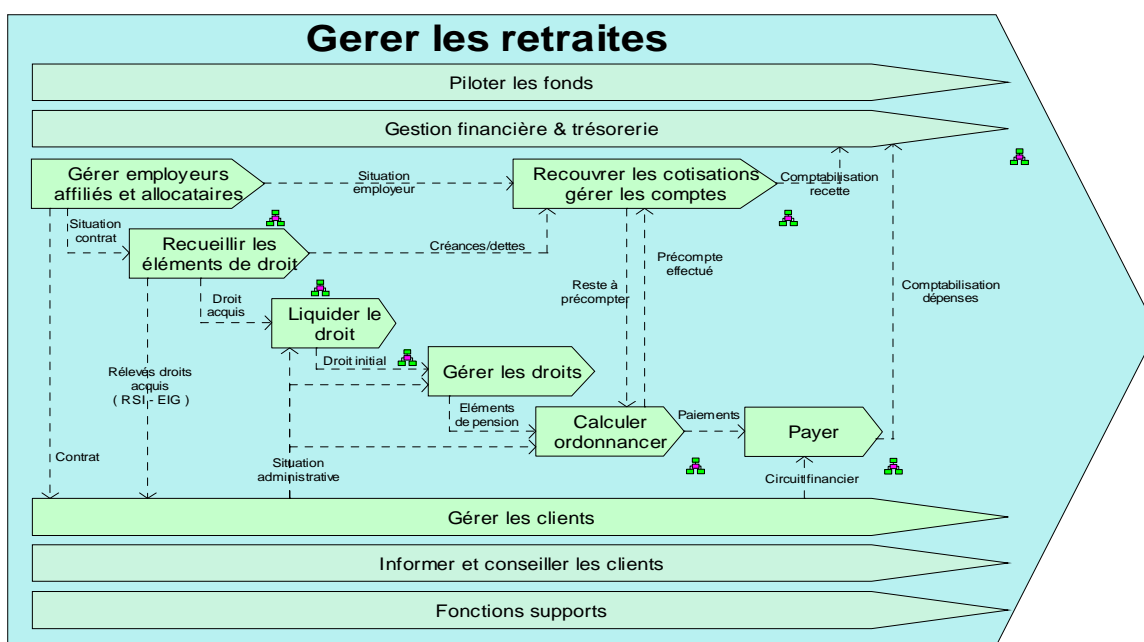 Gerer les retraites
Piloter les fonds
Gestion financière & trésorerie
Gérer employeurs
affiliés et allocataires
Situation
employeur
Recouvrer les cotisations
gérer les comptes
Comptabilisation
recette
Situation
contrat
Recueillir les
éléments de droit
Créances/dettes
Précompte
effectué
Reste à
précompter
Comptabilisation
dépenses
Droit
acquis
Liquider le
droit
Droit initial
Gérer les droits
Rélevés droits
acquis
( RSI - EIG )
Eléments
de pension
Calculer
ordonnancer
Paiements
Payer
Contrat
Situation
administrative
Circuit financier
Gérer les clients
Informer et conseiller les clients
Fonctions supports